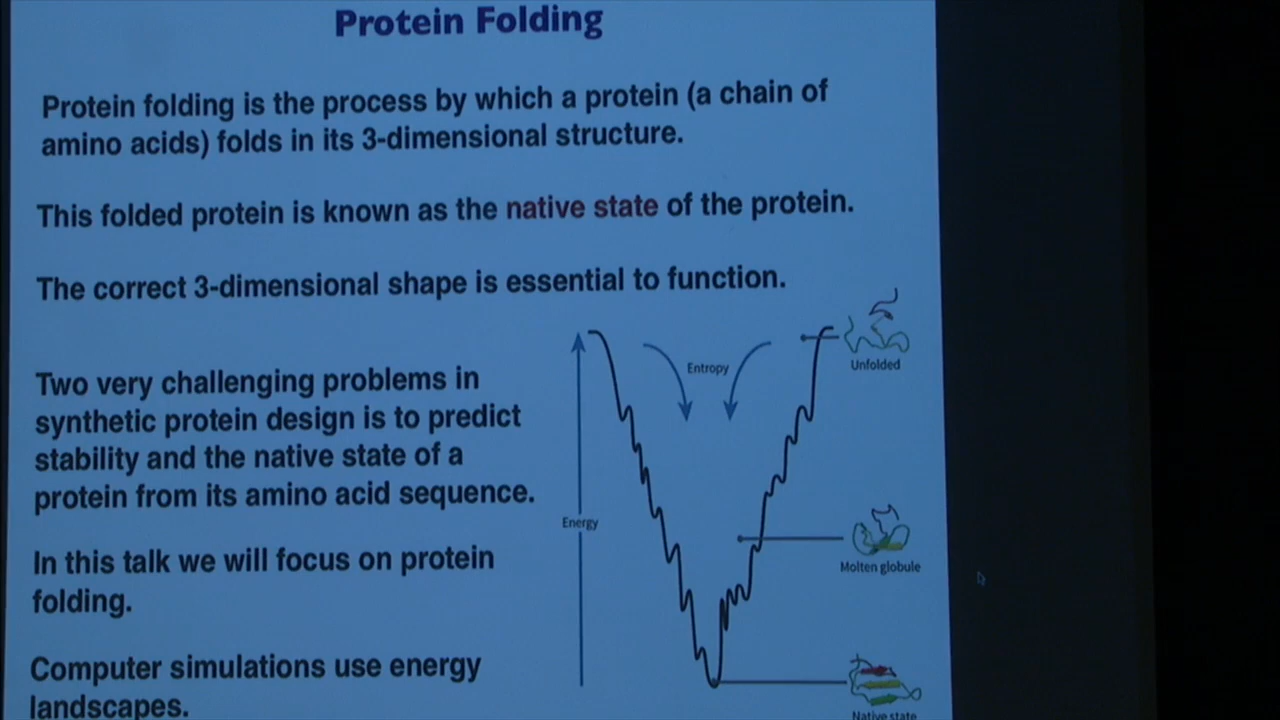 Protein Folding
Protein folding is the process by which a protein (a chain of
amino acids) folds in its 3-dimensional structure.
This folded protein is known as the native state of the protein.
The correct 3-dimensional shape is essential to function.
Two very challenging problems in
synthetic protein design is to predict
stability and the native state of a
protein from its amino acid sequence.
In this talk we will focus on protein
folding.
Computer simulations use energy
landscapes.
Energy
Entropy
Unfolded
Molten globule
Native state